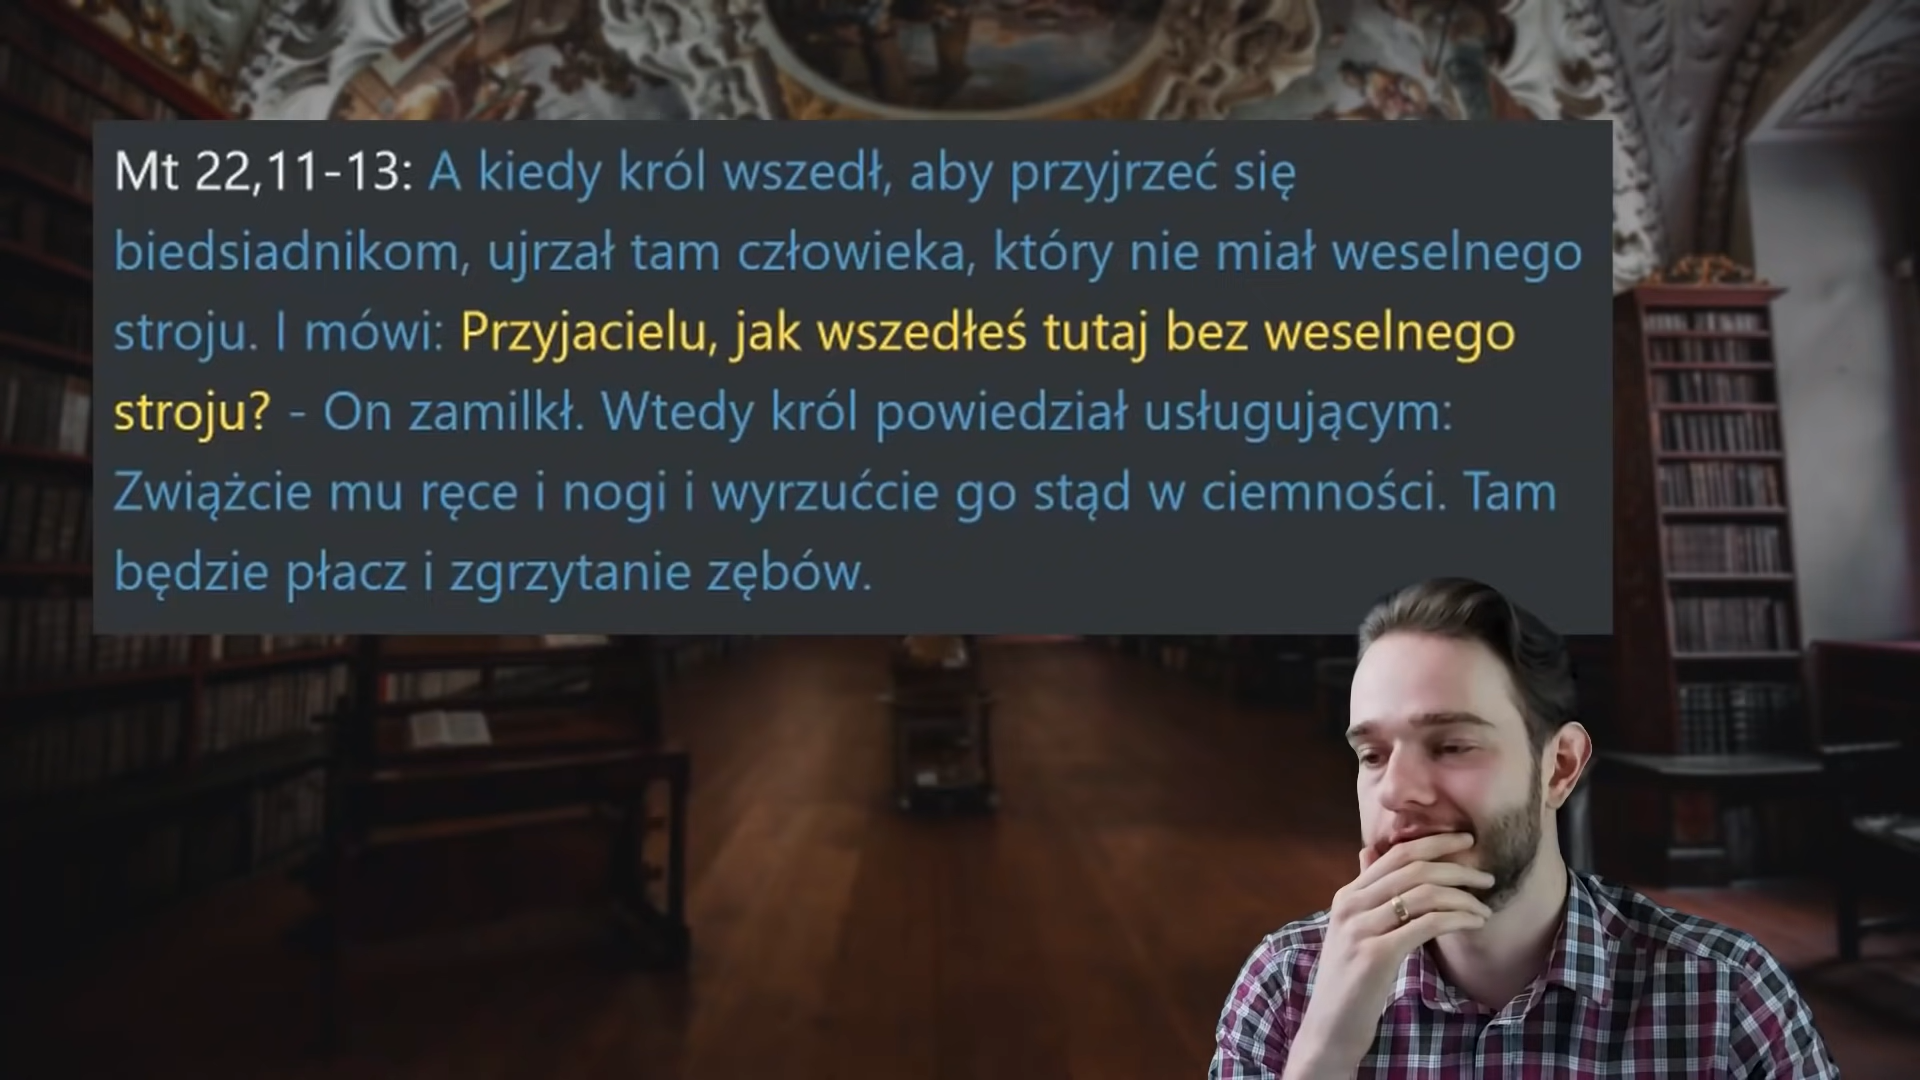 Mt 22,11-13: A kiedy król wszedł, aby przyjrzeć się
biedsiadnikom, ujrzał tam człowieka, który nie miał weselnego
stroju. I mówi: Przyjacielu, jak wszedłeś tutaj bez weselnego
stroju? - On zamilkł. Wtedy król powiedział usługującym:
Zwiążcie mu ręce i nogi i wyrzućcie go stąd w ciemności. Tam
będzie płacz i zgrzytanie zębów.